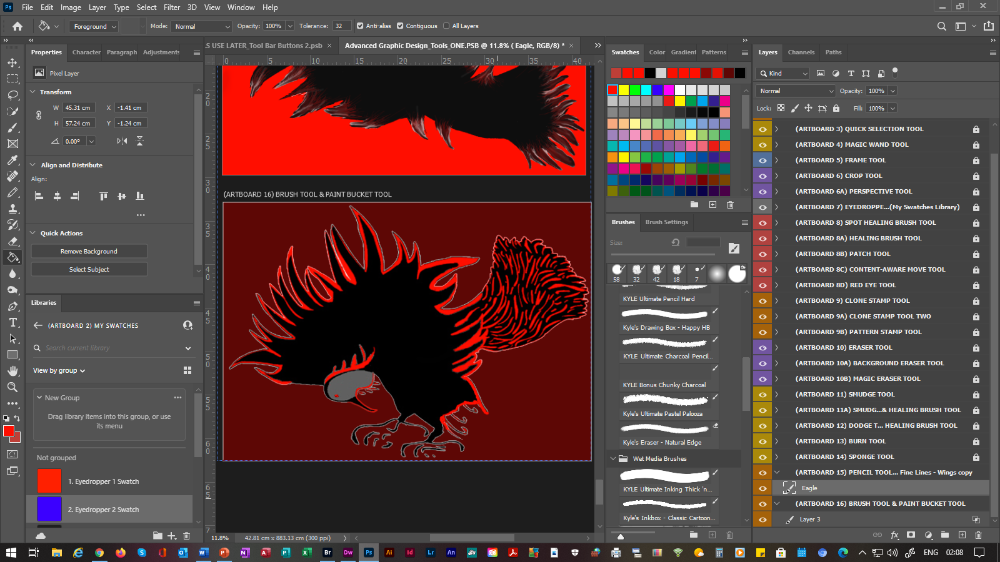 Ps File Edit Image Layer Type Select Filter 3D View Window Help
Foreground Mode: Normal Opacity: 100% Tolerance: 32 Anti-alias Contiguous All Layers
S USE LATER_Tool Bar Buttons 2.psb × Advanced Graphic Design_Tools_ONE.PSB @ 11.8% ( Eagle, RGB/8) * ×
Properties Character Paragraph Adjustments
Pixel Layer
Transform
W 45.31 cm X -1.41 cm
H 57.24 cm Y -1.24 cm
0.00°
Align and Distribute
Align:
Quick Actions
Remove Background
Select Subject
Libraries
(ARTBOARD 2) MY SWATCHES
Search current library
View by group
New Group
Drag library items into this group, or use
its menu
Not grouped
1. Eyedropper 1 Swatch
2. Eyedropper 2 Swatch
0 5 10 15 20 25 30 35 40
20
25
30
35
40
45
50
55
60
65
7
(ARTBOARD 16) BRUSH TOOL & PAINT BUCKET TOOL
11.8% 42.81 cm x 883.13 cm (300 ppi)
Swatches Color Gradient Patterns
Brushes Brush Settings
Size:
58 32 42 18 7
KYLE Ultimate Pencil Hard
Kyle's Drawing Box - Happy HB
KYLE Ultimate Charcoal Pencil...
KYLE Bonus Chunky Charcoal
Kyle's Ultimate Pastel Palooza
Kyle's Eraser - Natural Edge
Wet Media Brushes
KYLE Ultimate Inking Thick 'n...
Kyle's Inkbox - Classic Cartoon...
Layers Channels Paths
Kind
Normal Opacity: 100%
Lock: Fill: 100%
(ARTBOARD 3) QUICK SELECTION TOOL
(ARTBOARD 4) MAGIC WAND TOOL
(ARTBOARD 5) FRAME TOOL
(ARTBOARD 6) CROP TOOL
(ARTBOARD 6A) PERSPECTIVE TOOL
(ARTBOARD 7) EYEDROPPE...(My Swatches Library)
(ARTBOARD 8) SPOT HEALING BRUSH TOOL
(ARTBOARD 8A) HEALING BRUSH TOOL
(ARTBOARD 8B) PATCH TOOL
(ARTBOARD 8C) CONTENT-AWARE MOVE TOOL
(ARTBOARD 8D) RED EYE TOOL
(ARTBOARD 9) CLONE STAMP TOOL
(ARTBOARD 9A) CLONE STAMP TOOL TWO
(ARTBOARD 9B) PATTERN STAMP TOOL
(ARTBOARD 10) ERASER TOOL
(ARTBOARD 10A) BACKGROUND ERASER TOOL
(ARTBOARD 10B) MAGIC ERASER TOOL
(ARTBOARD 11) SMUDGE TOOL
(ARTBOARD 11A) SMUDG...& HEALING BRUSH TOOL
(ARTBOARD 12) DODGE T... HEALING BRUSH TOOL
(ARTBOARD 13) BURN TOOL
(ARTBOARD 14) SPONGE TOOL
(ARTBOARD 15) PENCIL TOOL... Fine Lines - Wings copy
Eagle
(ARTBOARD 16) BRUSH TOOL & PAINT BUCKET TOOL
Layer 3
fx
Br Dw Ps Ai Id Lr An
ENG 02:08